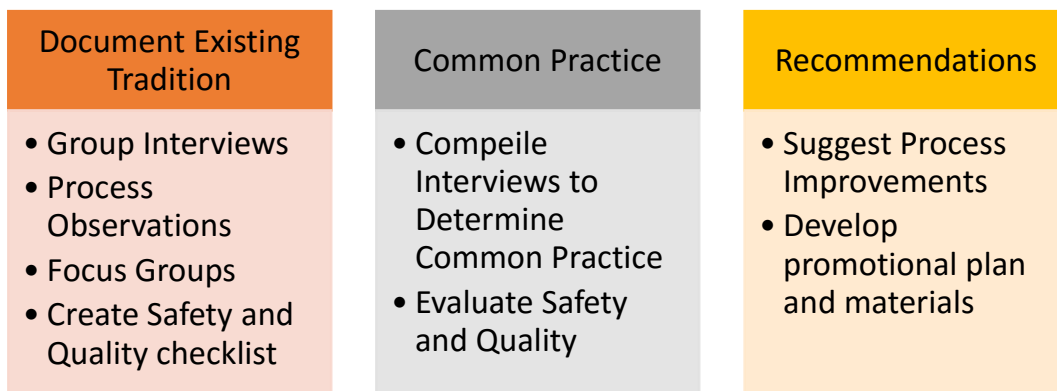 Document Existing
Tradition
• Group Interviews
• Process
Observations
• Focus Groups
• Create Safety and
Quality checklist
Common Practice
• Compeile
Interviews to
Determine
Common Practice
• Evaluate Safety
and Quality
Recommendations
• Suggest Process
Improvements
• Develop
promotional plan
and materials